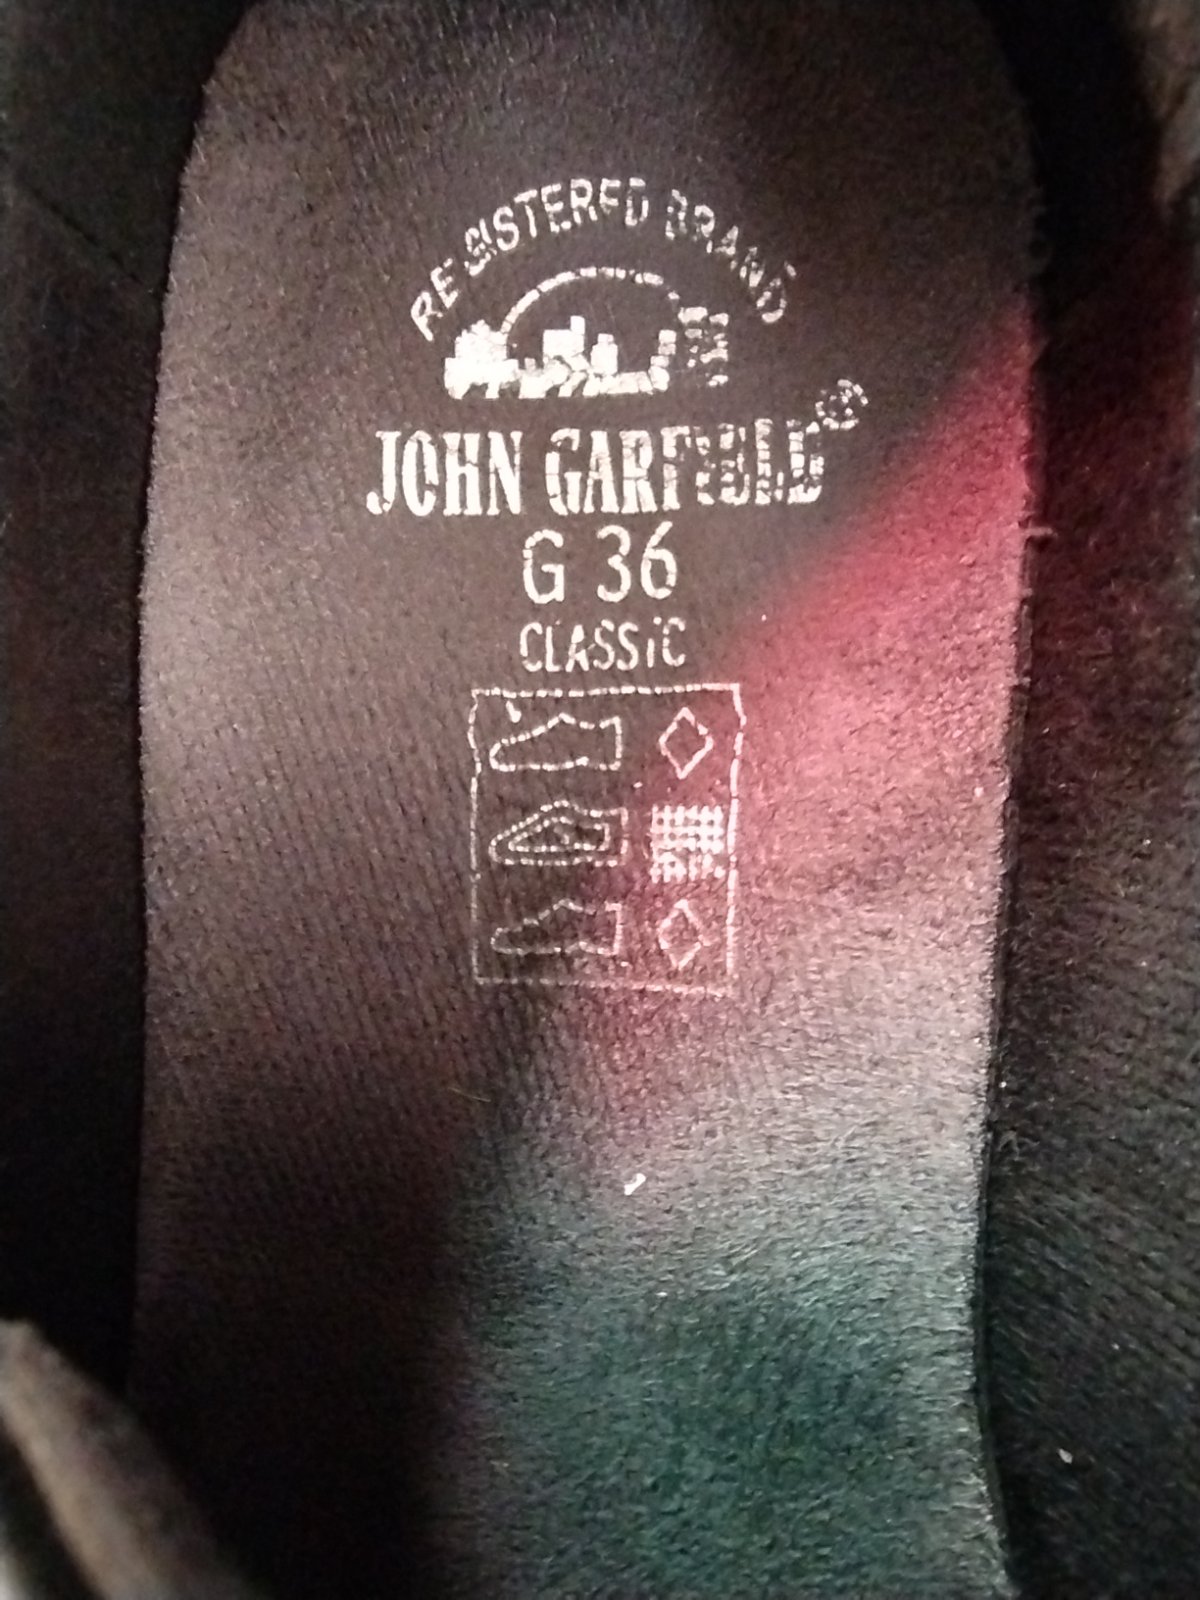 REGISTERED BRAND
JOHN GARFIELD®
G 36
CLASSiC